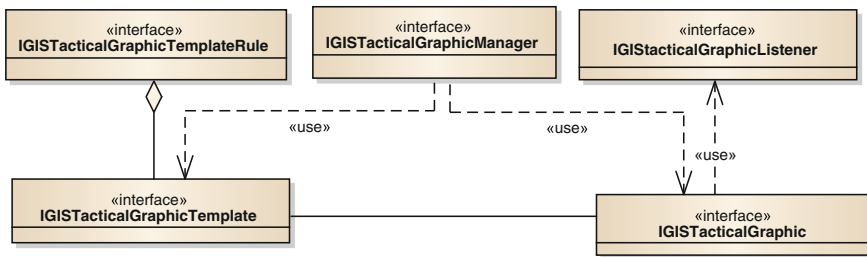 «interface»
IGISTacticalGraphicTemplateRule
«interface»
IGISTacticalGraphicManager
«interface»
IGIStacticalGraphicListener
«use»
«use»
«use»
«interface»
IGISTacticalGraphicTemplate
«interface»
IGISTacticalGraphic